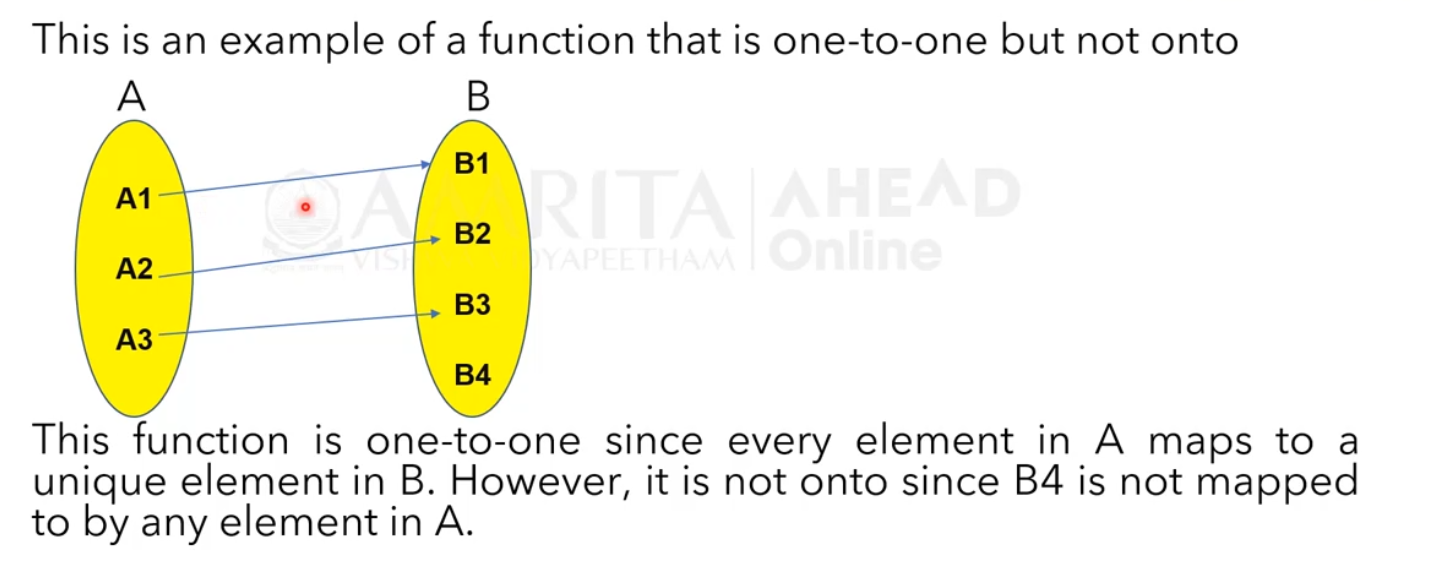 This is an example of a function that is one-to-one but not onto
A B
A1
A2
A3
B1
B2
B3
B4
AMRITA AHEAD
VISHWA VIDYAPEETHAM Online
This function is one-to-one since every element in A maps to a
unique element in B. However, it is not onto since B4 is not mapped
to by any element in A.